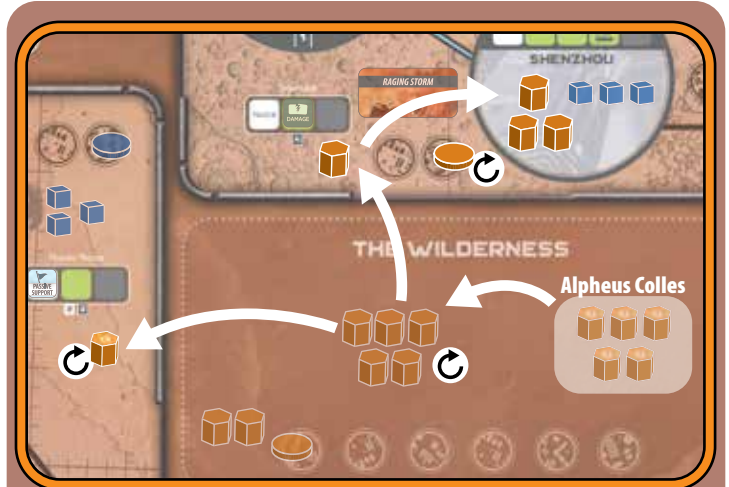 SHENZHOU
RAGING STORM
DAMAGE
THE WILDERNESS
Alpheus Colles
PASSIVE
SUPPORT